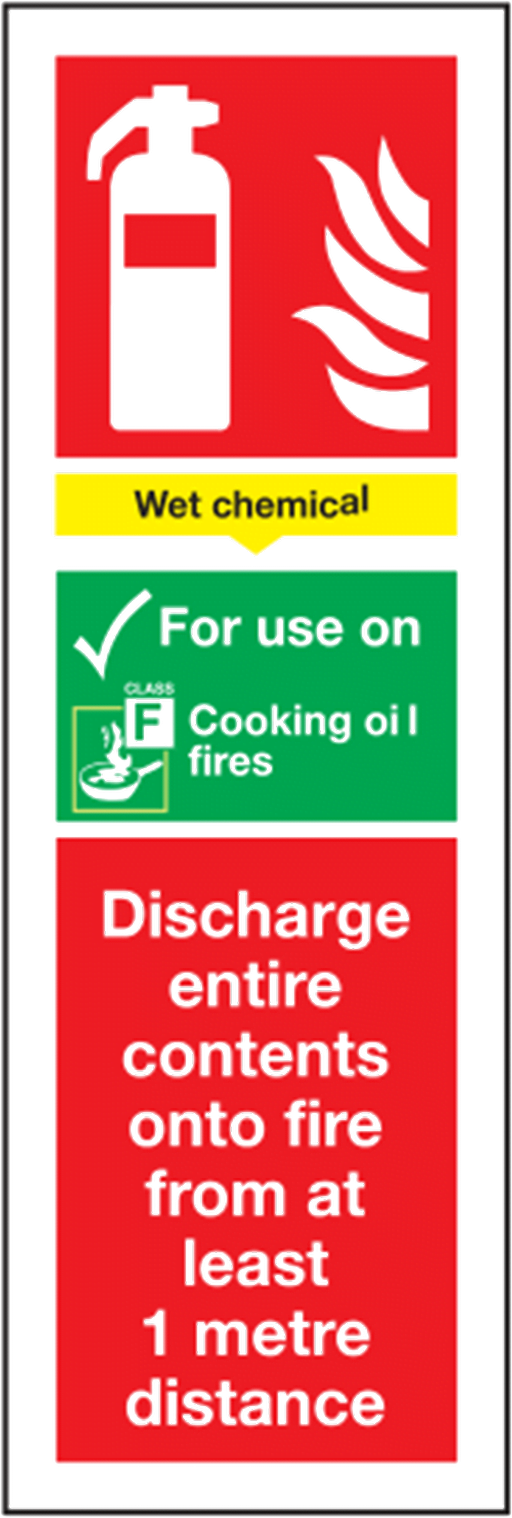 Wet chemical
For use on
CLASS
F
Cooking oil
fires
Discharge
entire
contents
onto fire
from at
least
1 metre
distance